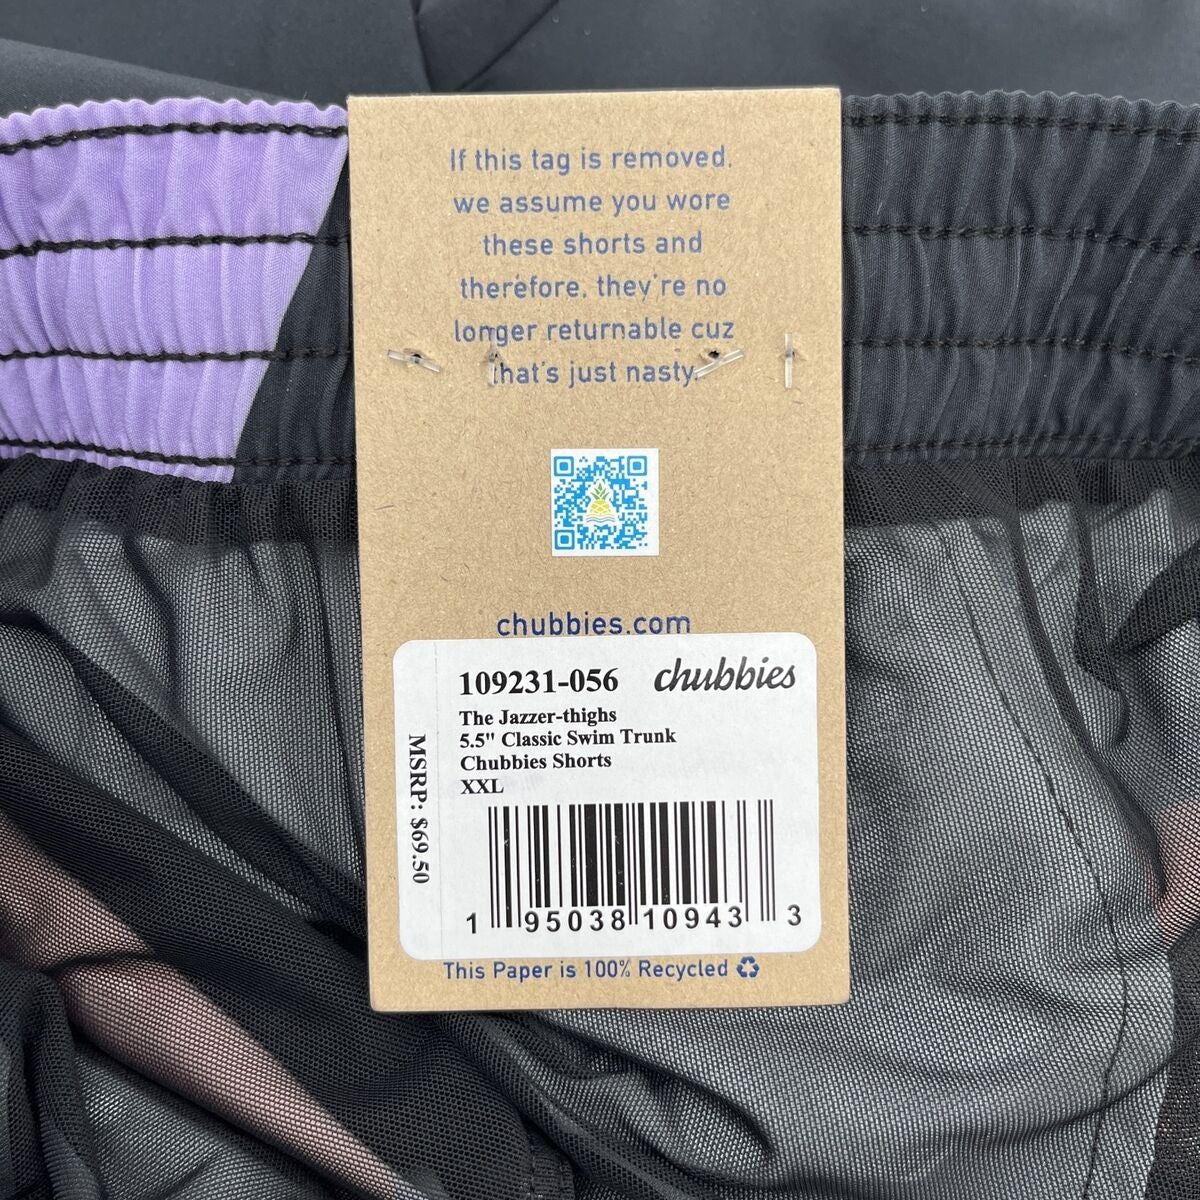 If this tag is removed,
we assume you wore
these shorts and
therefore, they're no
longer returnable cuz
that's just nasty.
chubbies.com
109231-056 chubbies
The Jazzer-thighs
5.5" Classic Swim Trunk
Chubbies Shorts
XXL
MSRP: $69.50
1 95038 10943 3
This Paper is 100% Recycled